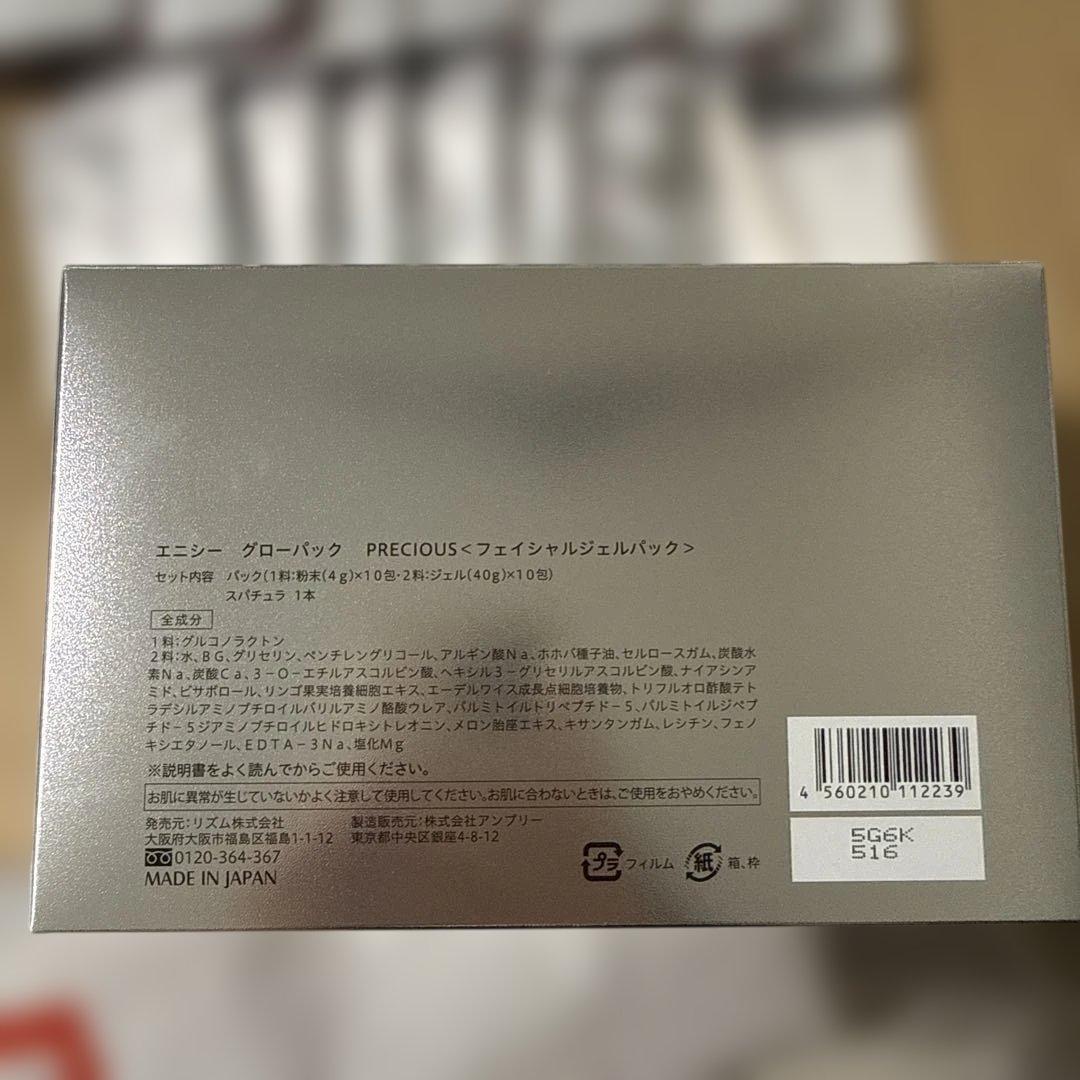 エニシー　グローパック　PRECIOUS<フェイシャルジェルパック>
セット内容　パック(1料:粉末(4g)×10包・2料:ジェル(40g)×10包)
スパチュラ 1本
全成分
1料:グルコノラクトン
2料:水、BG、グリセリン、ペンチレングリコール、アルギン酸Na、ホホバ種子油、セルロースガム、炭酸水
素Na、炭酸Ca、3-O-エチルアスコルビン酸、ヘキシル3-グリセリルアスコルビン酸、ナイアシンア
ミド、ビサボロール、リンゴ果実培養細胞エキス、エーデルワイス成長点細胞培養物、トリフルオロ酢酸テト
ラデシルアミノブチロイルバリルアミノ酪酸ウレア、パルミトイルトリペプチド-5、パルミトイルジペプ
チド-5ジアミノブチロイルヒドロキシトレオニン、メロン胎座エキス、キサンタンガム、レシチン、フェノ
キシエタノール、EDTA-3Na、塩化Mg
※説明書をよく読んでからご使用ください。
お肌に異常が生じていないかよく注意して使用してください。お肌に合わないときは、ご使用をおやめください。
発売元:リズム株式会社
大阪府大阪市福島区福島1-1-12
0120-364-367
MADE IN JAPAN
製造販売元:株式会社アンプリー
東京都中央区銀座4-8-12
プラ フィルム
紙 箱、枠
4 560210 112239
5G6K
516